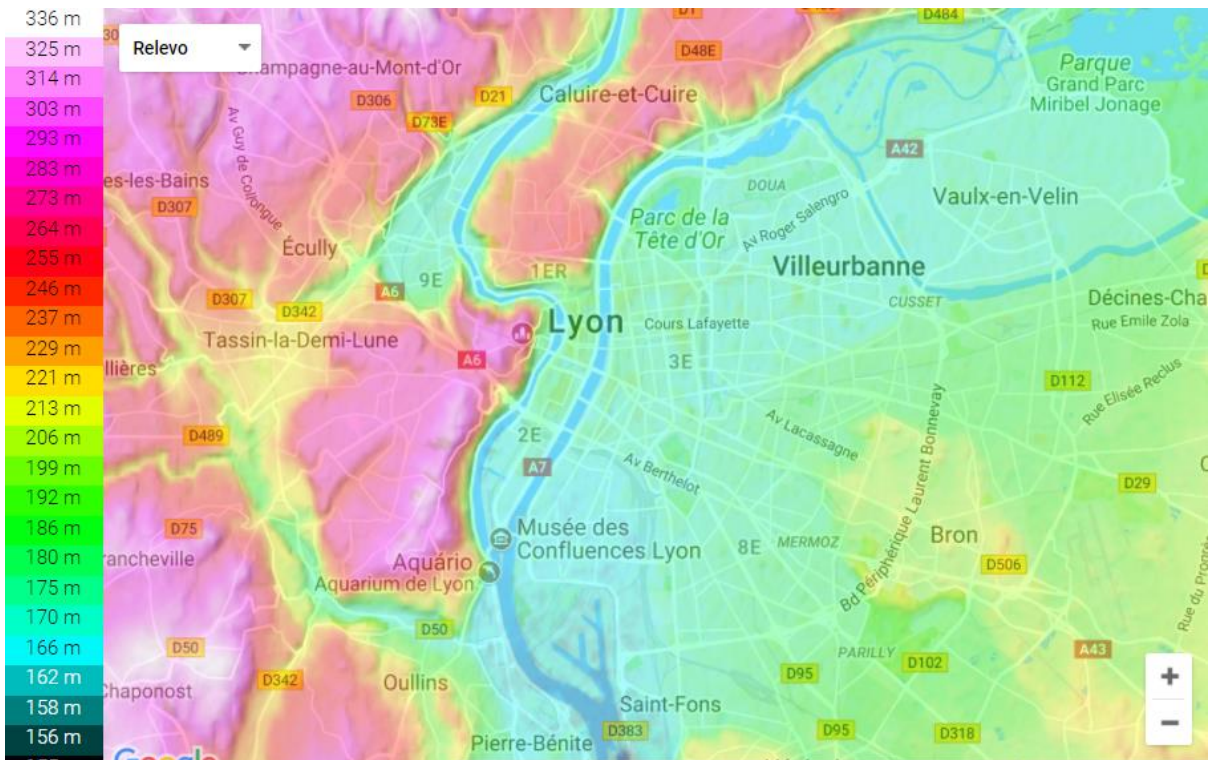 336 m
325 m
314 m
303 m
293 m
283 m
273 m
264 m
255 m
246 m
237 m
229 m
221 m
213 m
206 m
199 m
192 m
186 m
180 m
175 m
170 m
166 m
162 m
158 m
156 m
Relevo
D1
D484
D48E
Champagne-au-Mont-d'Or
Parque
Grand Parc
Miribel Jonage
D306
D21
Caluire-et-Cuire
D73E
Av Guy de Collongue
A42
es-les-Bains
DOUA
Av Roger Salengro
Vaulx-en-Velin
D307
Parc de la
Tête d'Or
Écully
9E
1ER
Villeurbanne
A6
D307
D342
CUSSET
Décines-Cha
Lyon
Cours Lafayette
Rue Emile Zola
Tassin-la-Demi-Lune
A6
3E
llières
D112
Rue Elisée Reclus
Av Lacassagne
D489
2E
A7
Av Berthelot
Bd Périphérique Laurent Bonnevay
D29
D75
Musée des
Confluences Lyon
8E
MERMOZ
Bron
rancheville
Aquário
Aquarium de Lyon
D506
D50
D50
PARILLY
D102
A43
D342
Oullins
D95
+
Chaponost
Saint-Fons
−
D383
D95
D318
Pierre-Bénite
Google